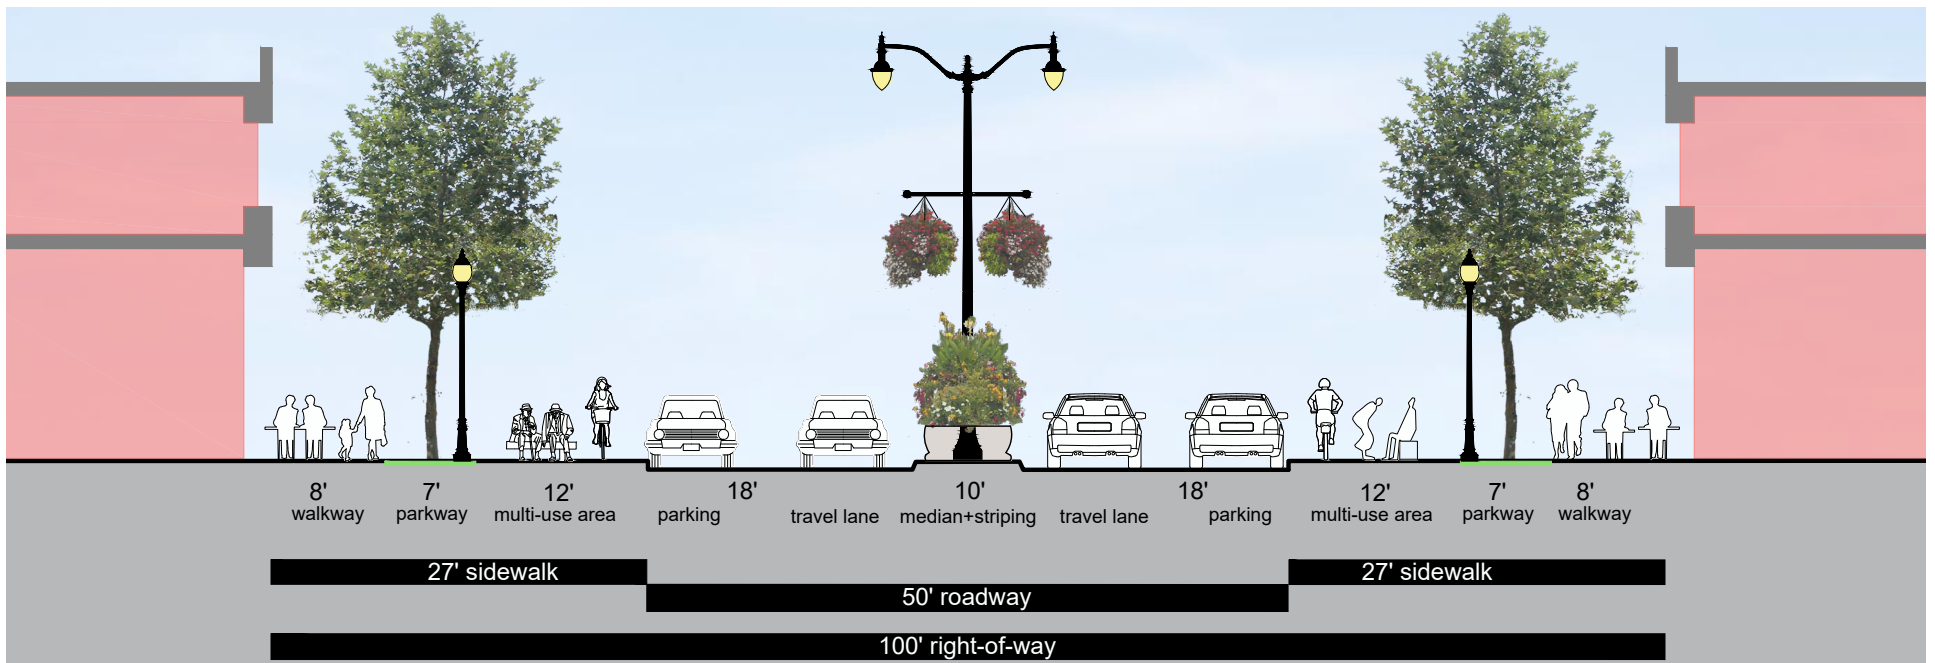 8' 7' 12' 18' 10' 18' 12' 7' 8'
walkway parkway multi-use area parking travel lane median+striping travel lane parking multi-use area parkway walkway
27' sidewalk 27' sidewalk
50' roadway
100' right-of-way